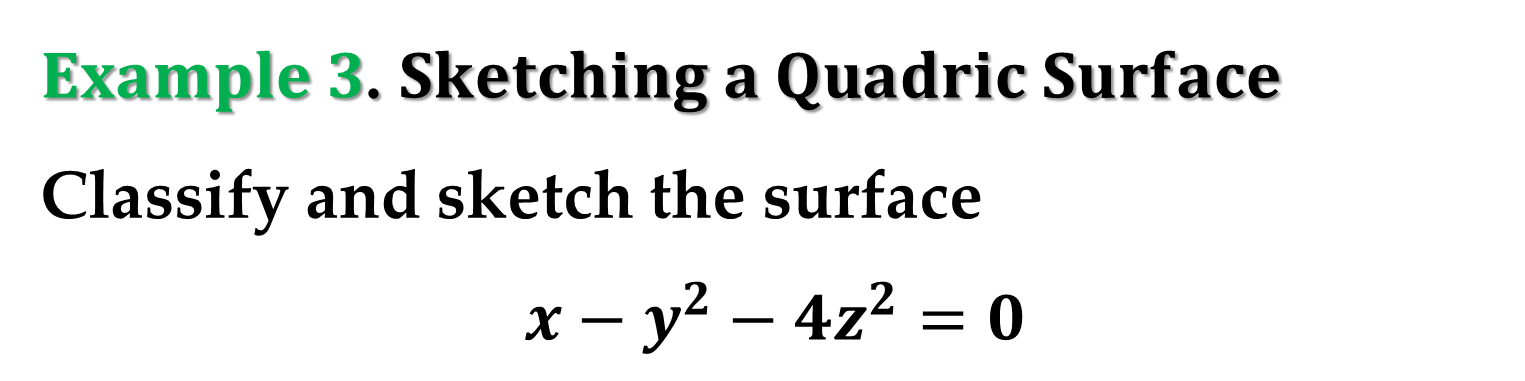 Example 3. Sketching a Quadric Surface
Classify and sketch the surface
x − y² − 4z² = 0